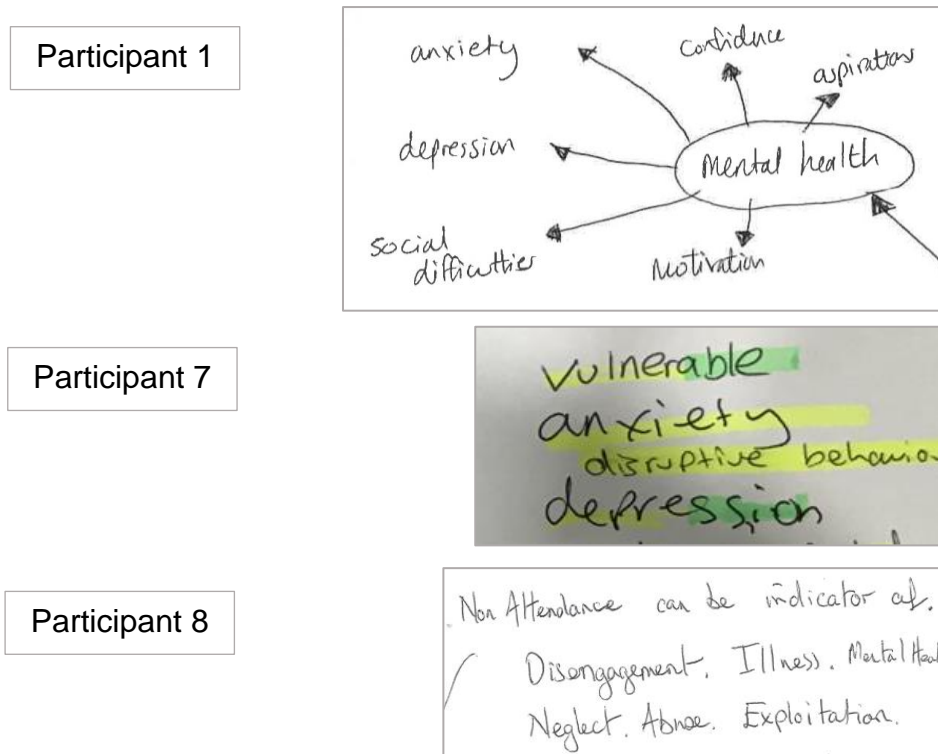 Participant 1
anxiety
confidence
aspirations
depression
Mental health
social
difficulties
Motivation
Participant 7
vulnerable
anxiety
disruptive behavio
depression
Participant 8
Non Attendance can be indicator of.
Disengagement. Illness. Mental Heal
Neglect. Abuse. Exploitation.